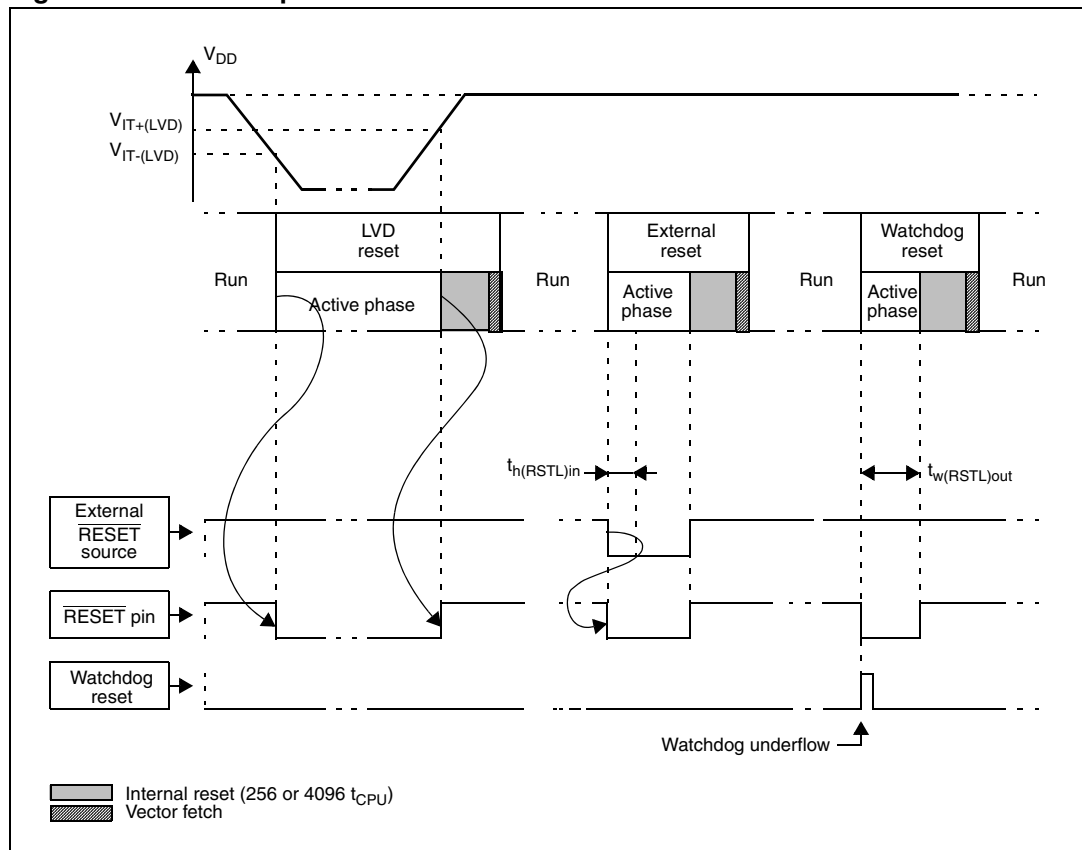 V_DD
V_IT+(LVD)
V_IT-(LVD)
LVD
reset
External
reset
Watchdog
reset
Run
Run
Run
Run
Active phase
Active
phase
Active
phase
t_h(RSTL)in
t_w(RSTL)out
External
RESET
source
RESET pin
Watchdog
reset
Watchdog underflow
Internal reset (256 or 4096 t_CPU)
Vector fetch